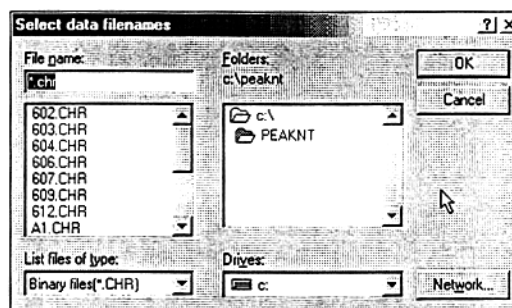 Select data filenames
File name:
*.chr
602.CHR
603.CHR
604.CHR
606.CHR
607.CHR
609.CHR
612.CHR
A1.CHR
List files of type:
Binary files(*.CHR)
Folders:
c:\peaknt
c:\
PEAKNT
Drives:
c:
OK
Cancel
Network...